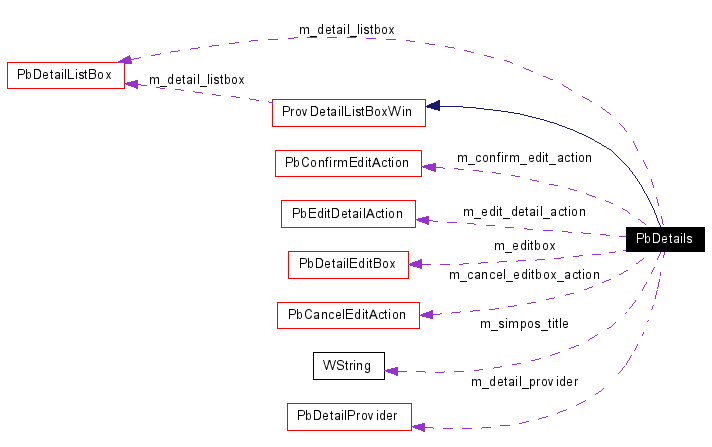 m_detail_listbox
PbDetailListBox
m_detail_listbox
ProvDetailListBoxWin
PbConfirmEditAction
m_confirm_edit_action
PbEditDetailAction
m_edit_detail_action
PbDetails
m_editbox
PbDetailEditBox
m_cancel_editbox_action
PbCancelEditAction
m_simpos_title
WString
m_detail_provider
PbDetailProvider